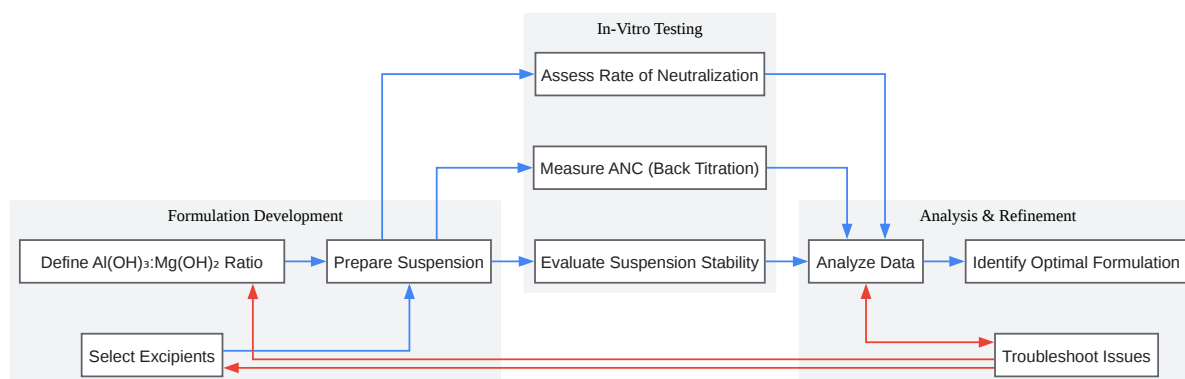 In-Vitro Testing
Assess Rate of Neutralization
Measure ANC (Back Titration)
Evaluate Suspension Stability
Formulation Development
Define Al(OH)₃:Mg(OH)₂ Ratio
Prepare Suspension
Select Excipients
Analysis & Refinement
Analyze Data
Identify Optimal Formulation
Troubleshoot Issues